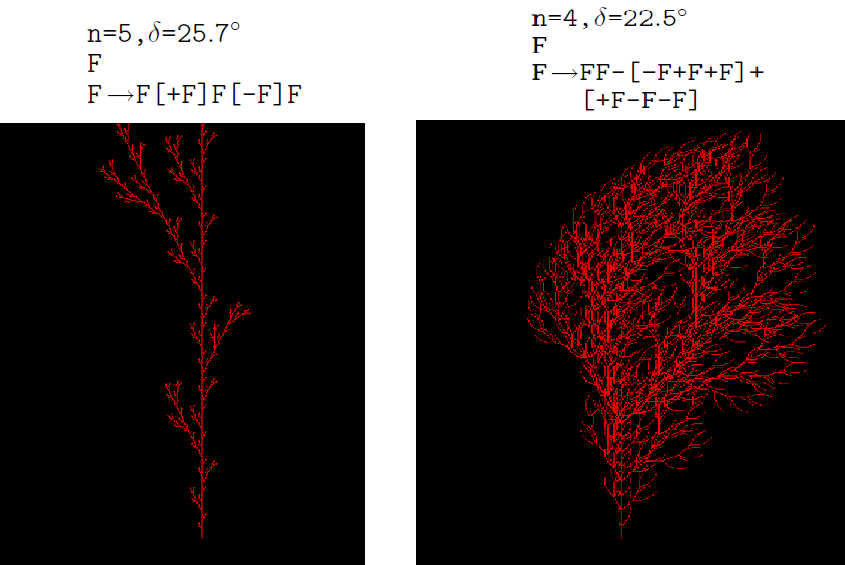 n=5,δ=25.7°
F
F→F[+F]F[-F]F
n=4,δ=22.5°
F
F→FF-[-F+F+F]+
[+F-F-F]